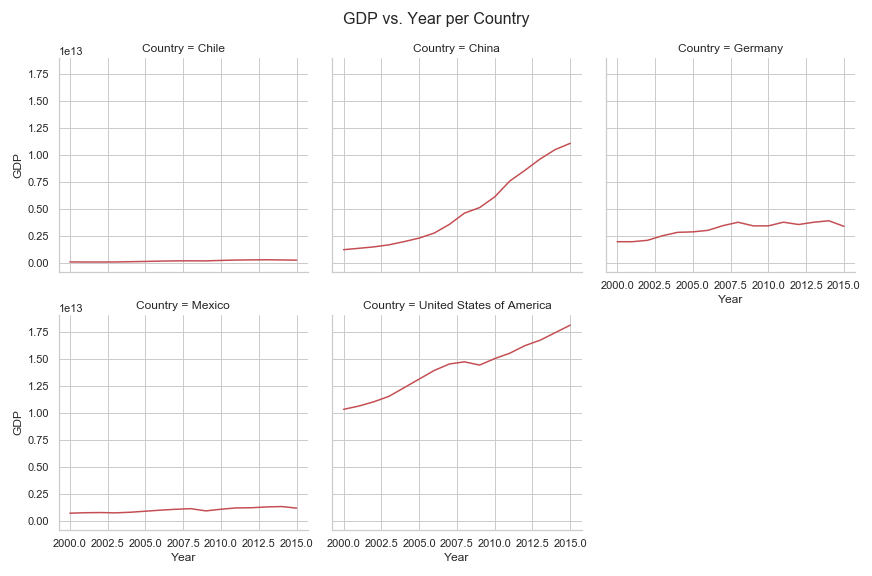 GDP vs. Year per Country
1e13
Country = Chile
Country = China
Country = Germany
1.75
1.50
1.25
1.00
0.75
0.50
0.25
0.00
GDP
2000.0 2002.5 2005.0 2007.5 2010.0 2012.5 2015.0
Year
1e13
Country = Mexico
Country = United States of America
1.75
1.50
1.25
1.00
0.75
0.50
0.25
0.00
GDP
2000.0 2002.5 2005.0 2007.5 2010.0 2012.5 2015.0
Year
2000.0 2002.5 2005.0 2007.5 2010.0 2012.5 2015.0
Year